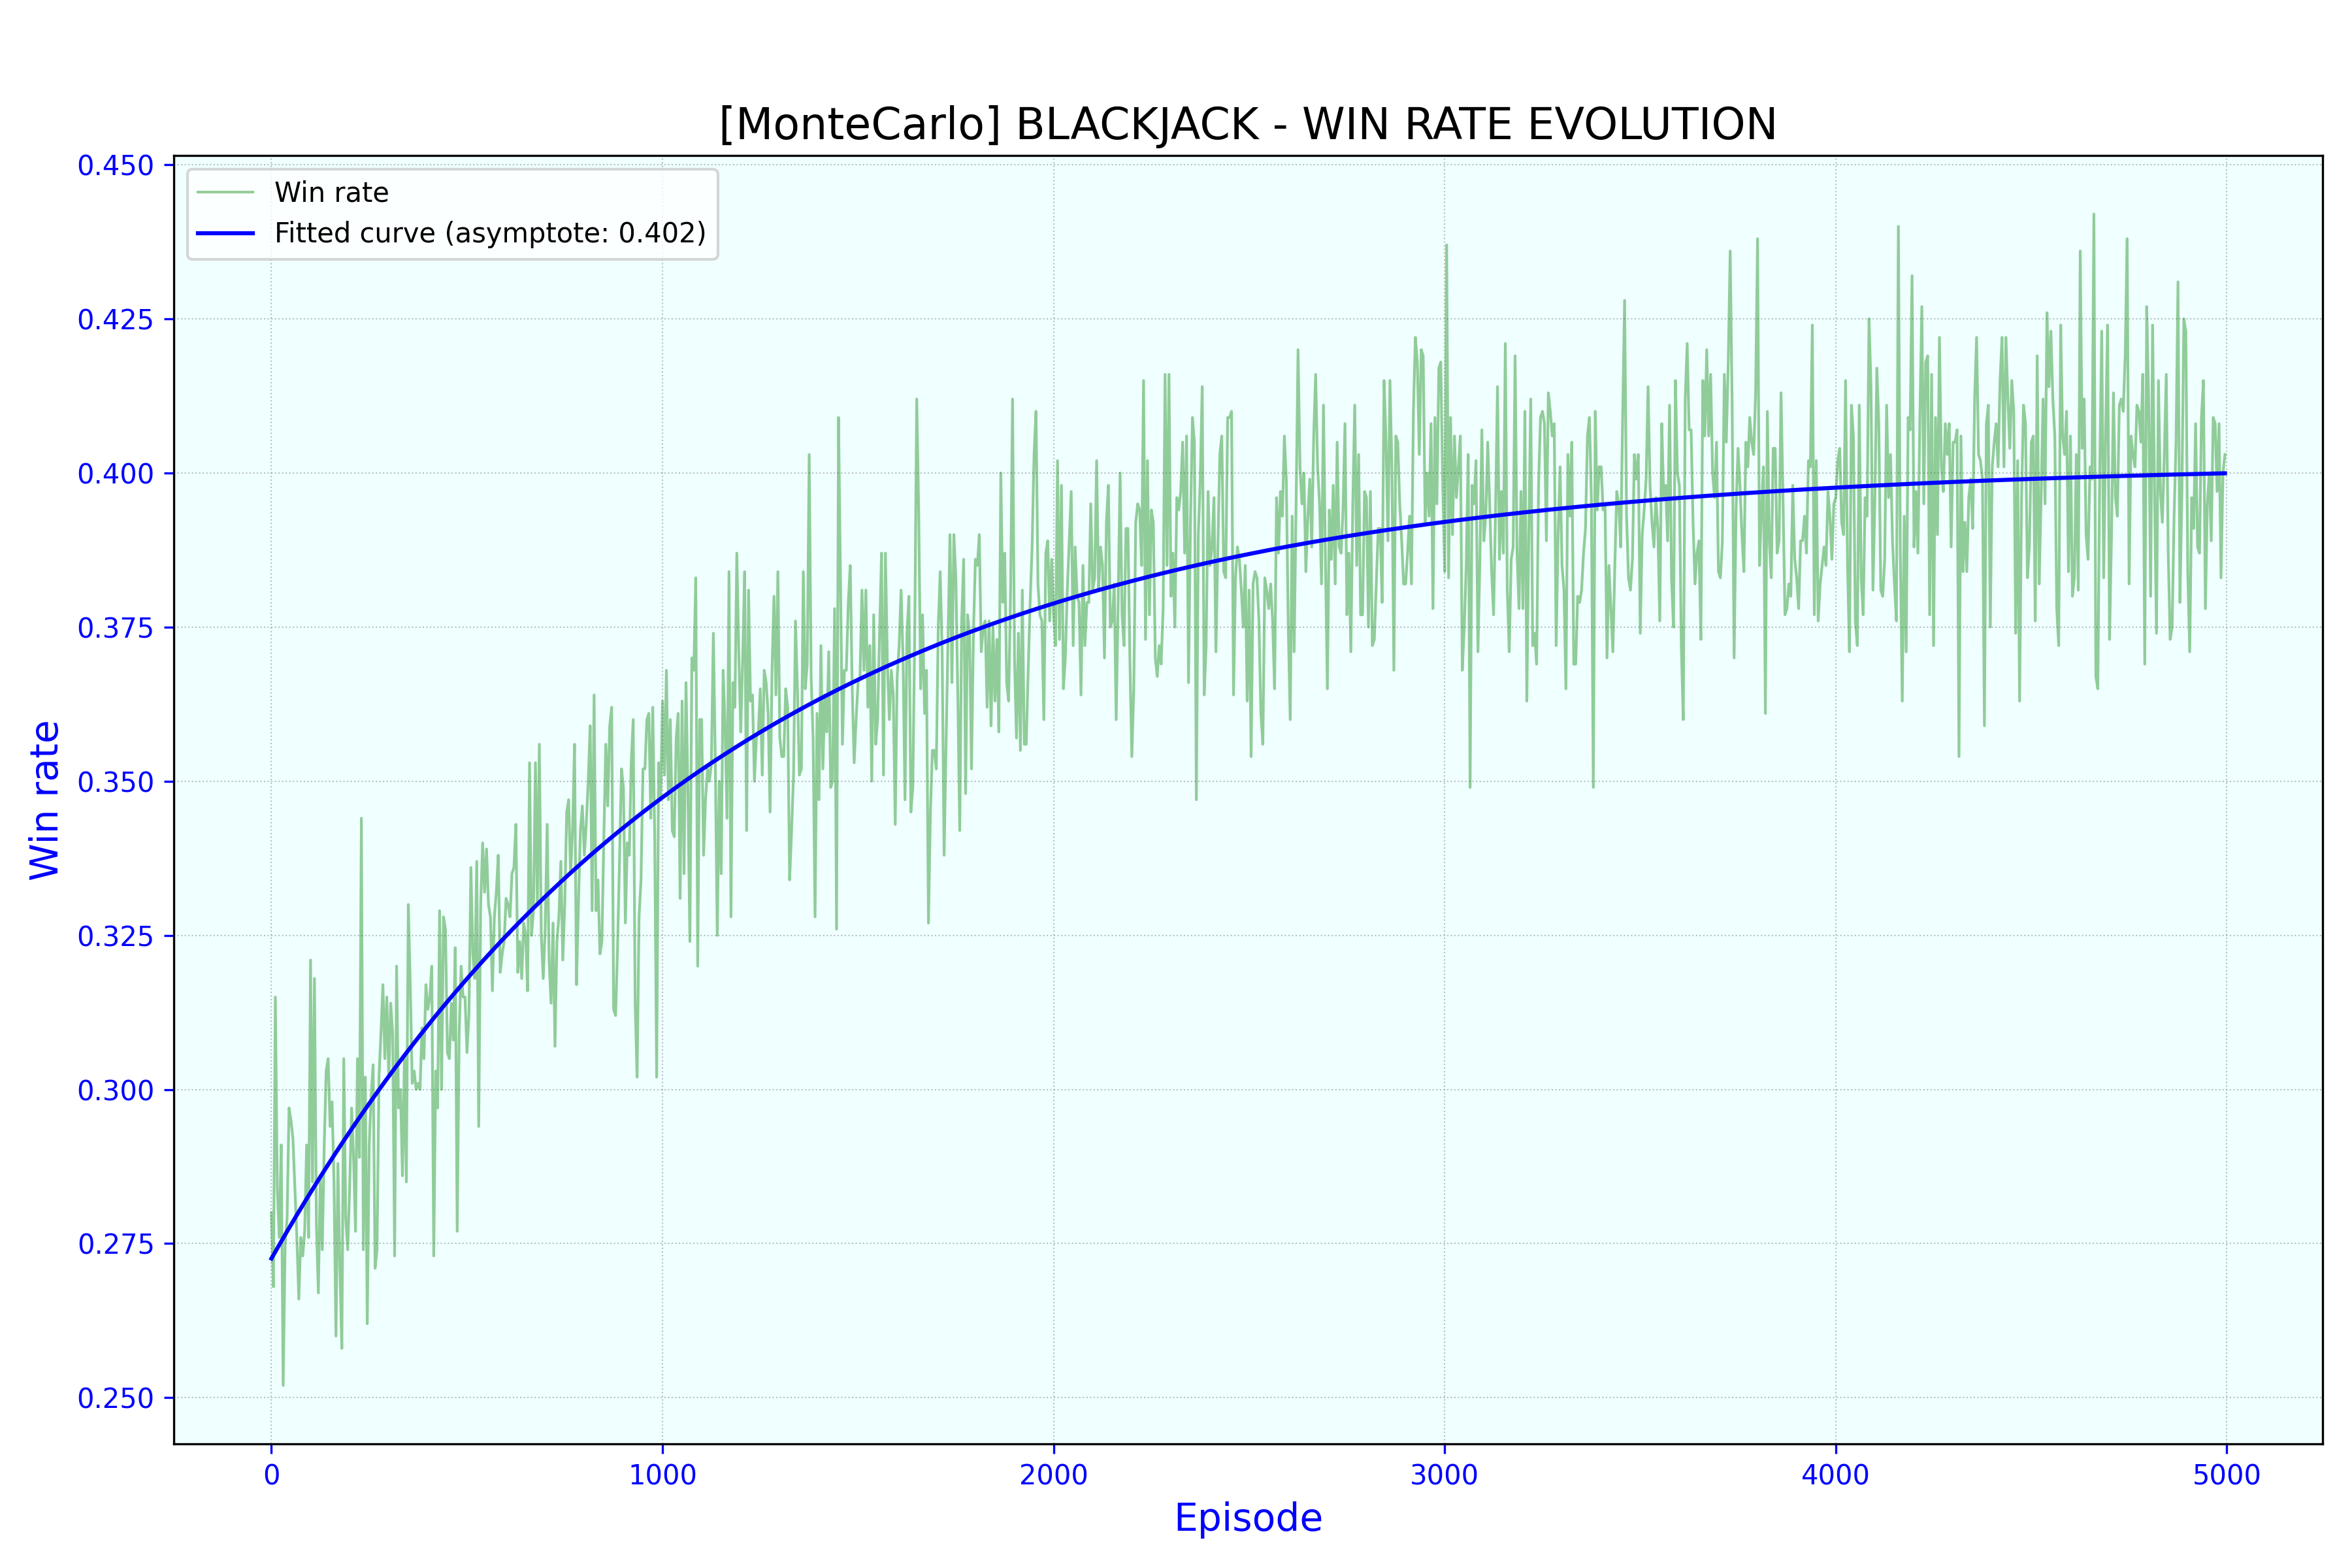 [MonteCarlo] BLACKJACK - WIN RATE EVOLUTION
Win rate
Fitted curve (asymptote: 0.402)
0.450
0.425
0.400
0.375
0.350
0.325
0.300
0.275
0.250
Win rate
0 1000 2000 3000 4000 5000
Episode